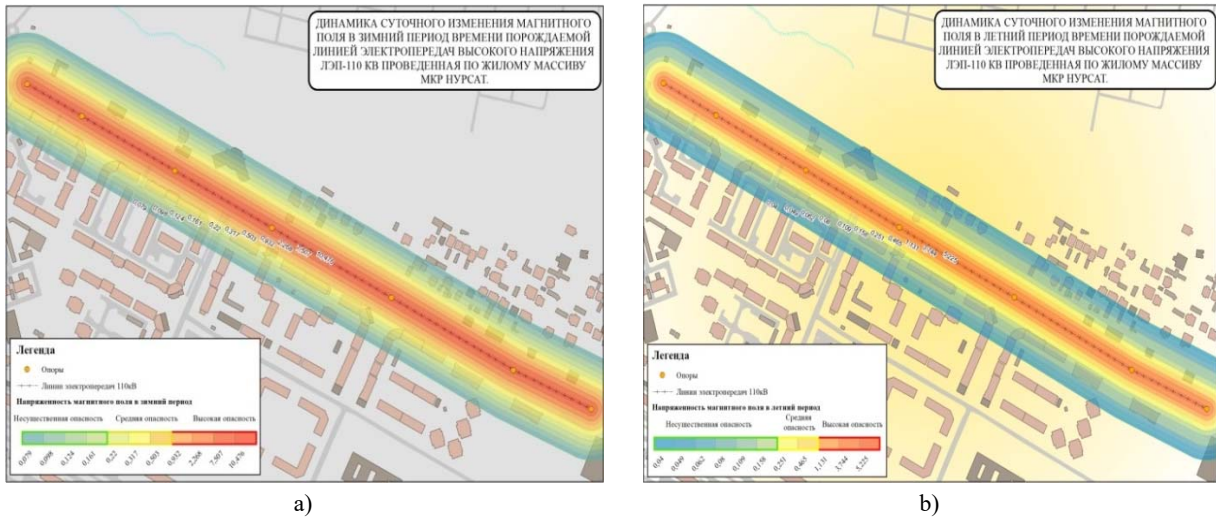 ДИНАМИКА СУТОЧНОГО ИЗМЕНЕНИЯ МАГНИТНОГО
ПОЛЯ В ЗИМНИЙ ПЕРИОД ВРЕМЕНИ ПОРОЖДАЕМОЙ
ЛИНИЕЙ ЭЛЕКТРОПЕРЕДАЧ ВЫСОКОГО НАПРЯЖЕНИЯ
ЛЭП-110 КВ ПРОВЕДЕННАЯ ПО ЖИЛОМУ МАССИВУ
МКР НУРСАТ.
Легенда
Опоры
Линии электропередач 110кВ
Напряженность магнитного поля в зимний период
Несущественная опасность Средняя опасность Высокая опасность
0,079 0,098 0,124 0,161 0,22 0,317 0,503 0,932 2,268 7,507 10,476
a)
ДИНАМИКА СУТОЧНОГО ИЗМЕНЕНИЯ МАГНИТНОГО
ПОЛЯ В ЛЕТНИЙ ПЕРИОД ВРЕМЕНИ ПОРОЖДАЕМОЙ
ЛИНИЕЙ ЭЛЕКТРОПЕРЕДАЧ ВЫСОКОГО НАПРЯЖЕНИЯ
ЛЭП-110 КВ ПРОВЕДЕННАЯ ПО ЖИЛОМУ МАССИВУ
МКР НУРСАТ.
Легенда
Опоры
Линии электропередач 110кВ
Напряженность магнитного поля в летний период
Несущественная опасность Средняя опасность Высокая опасность
0,04 0,049 0,062 0,08 0,109 0,158 0,251 0,465 1,131 3,744 5,225
b)